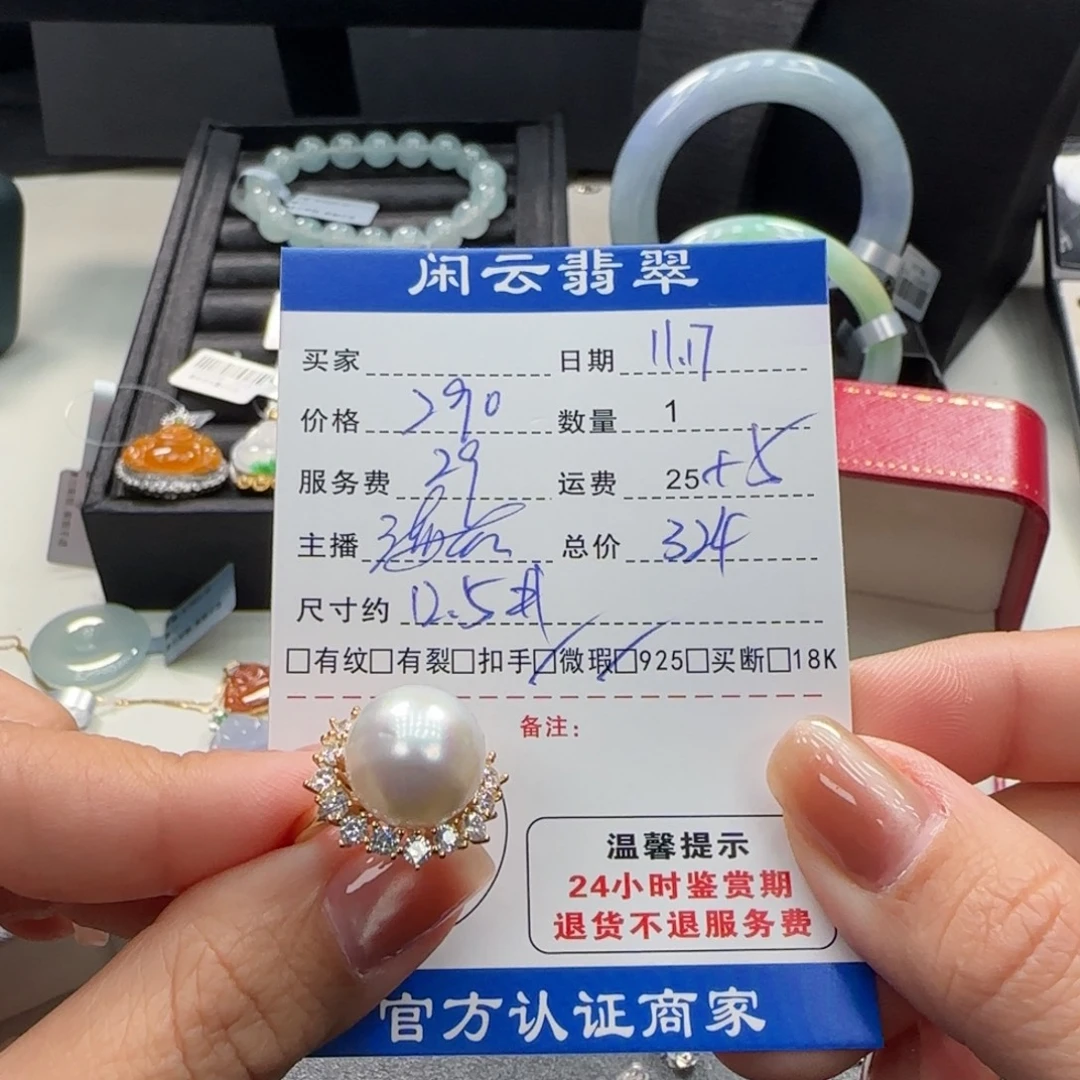 闲云翡翠
买家 日期 11.17
价格 290 数量 1
服务费 29 运费 25+5
主播 总价 324
尺寸约 12.5#
□有纹□有裂□扣手□微瑕□925□买断□18K
备注:
温馨提示
24小时鉴赏期
退货不退服务费
官方认证商家